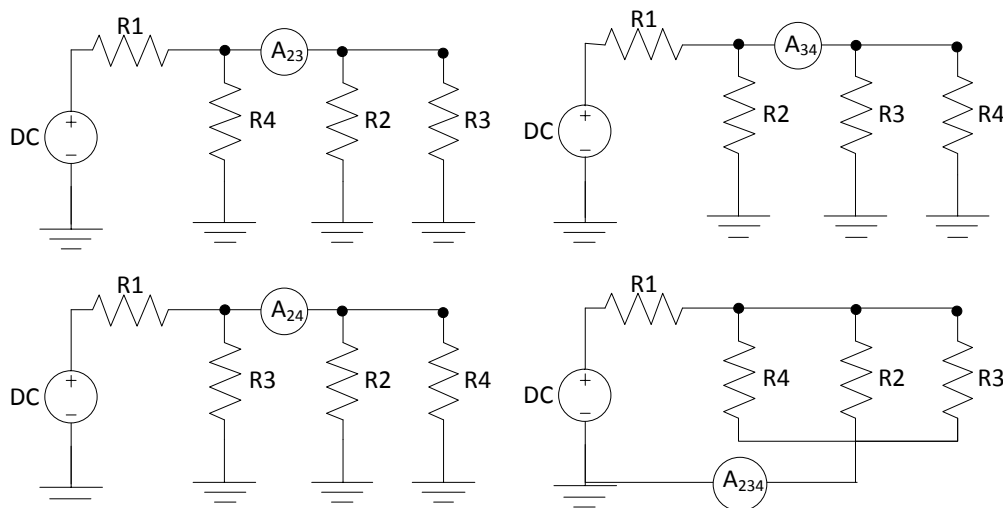 R1
A23
R4
R2
R3
DC
+
−
R1
A34
R2
R3
R4
DC
+
−
R1
A24
R3
R2
R4
DC
+
−
R1
R4
R2
R3
DC
+
−
A234